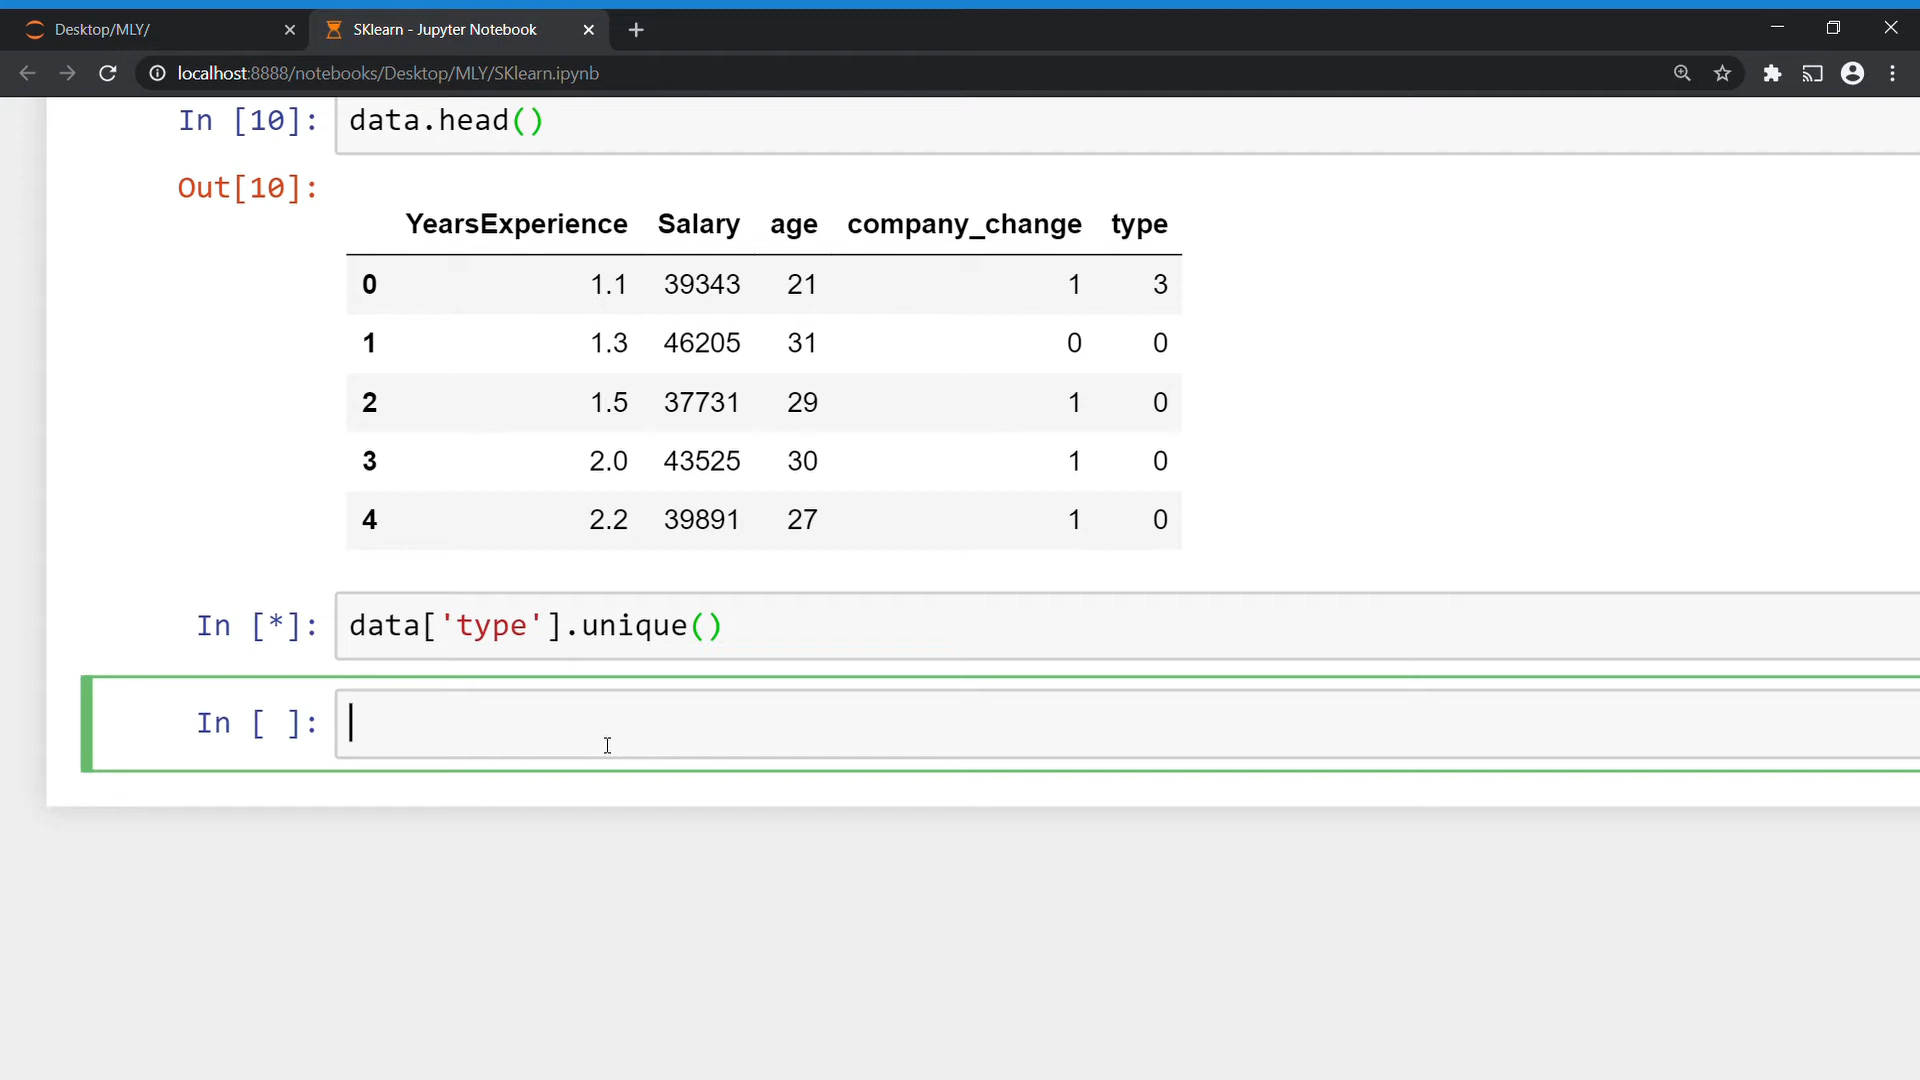 Desktop/MLY/
SKlearn - Jupyter Notebook
localhost:8888/notebooks/Desktop/MLY/SKlearn.ipynb
In [10]: data.head()
Out[10]:
YearsExperience Salary age company_change type
0 1.1 39343 21 1 3
1 1.3 46205 31 0 0
2 1.5 37731 29 1 0
3 2.0 43525 30 1 0
4 2.2 39891 27 1 0
In [*]: data['type'].unique()
In [ ]: